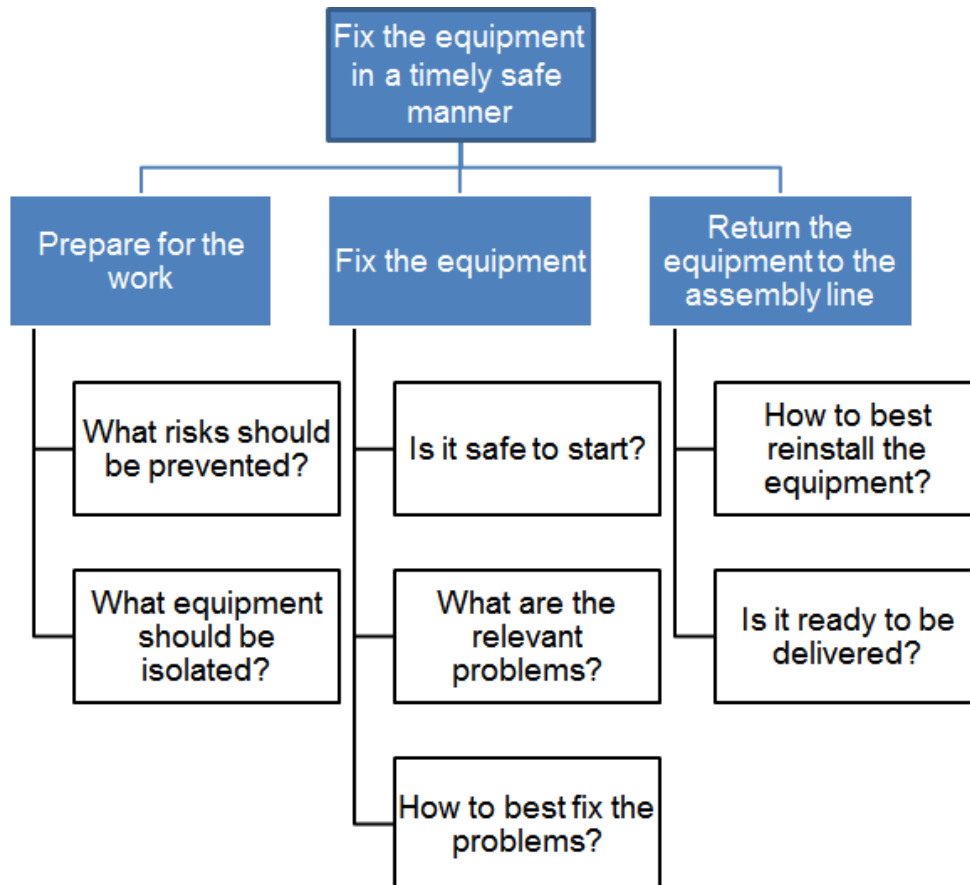 Fix the equipment
in a timely safe
manner
Prepare for the
work
Fix the equipment
Return the
equipment to the
assembly line
What risks should
be prevented?
What equipment
should be
isolated?
Is it safe to start?
What are the
relevant
problems?
How to best fix the
problems?
How to best
reinstall the
equipment?
Is it ready to be
delivered?